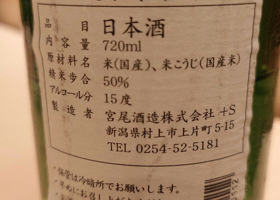 品目 日本酒
内容量 720ml
原材料名 米(国産)、米こうじ(国産米)
精米歩合 50%
アルコール分 15度
製造者 宮尾酒造株式会社 +S
新潟県村上市上片町5-15
TEL 0254-52-5181
・保管は冷暗所でお願いします。